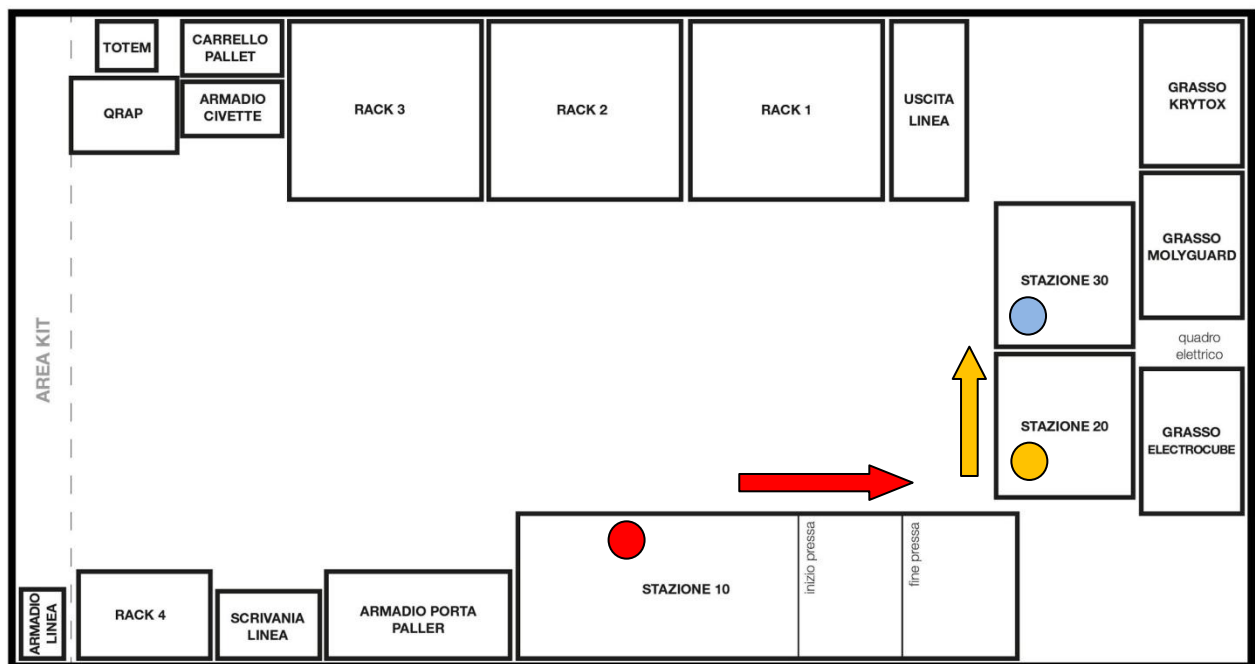 TOTEM
CARRELLO
PALLET
QRAP
ARMADIO
CIVETTE
RACK 3
RACK 2
RACK 1
USCITA
LINEA
GRASSO
KRYTOX
GRASSO
MOLYGUARD
STAZIONE 30
quadro
elettrico
AREA KIT
STAZIONE 20
GRASSO
ELECTROCUBE
ARMADIO
LINEA
RACK 4
SCRIVANIA
LINEA
ARMADIO PORTA
PALLER
STAZIONE 10
inizio pressa
fine pressa